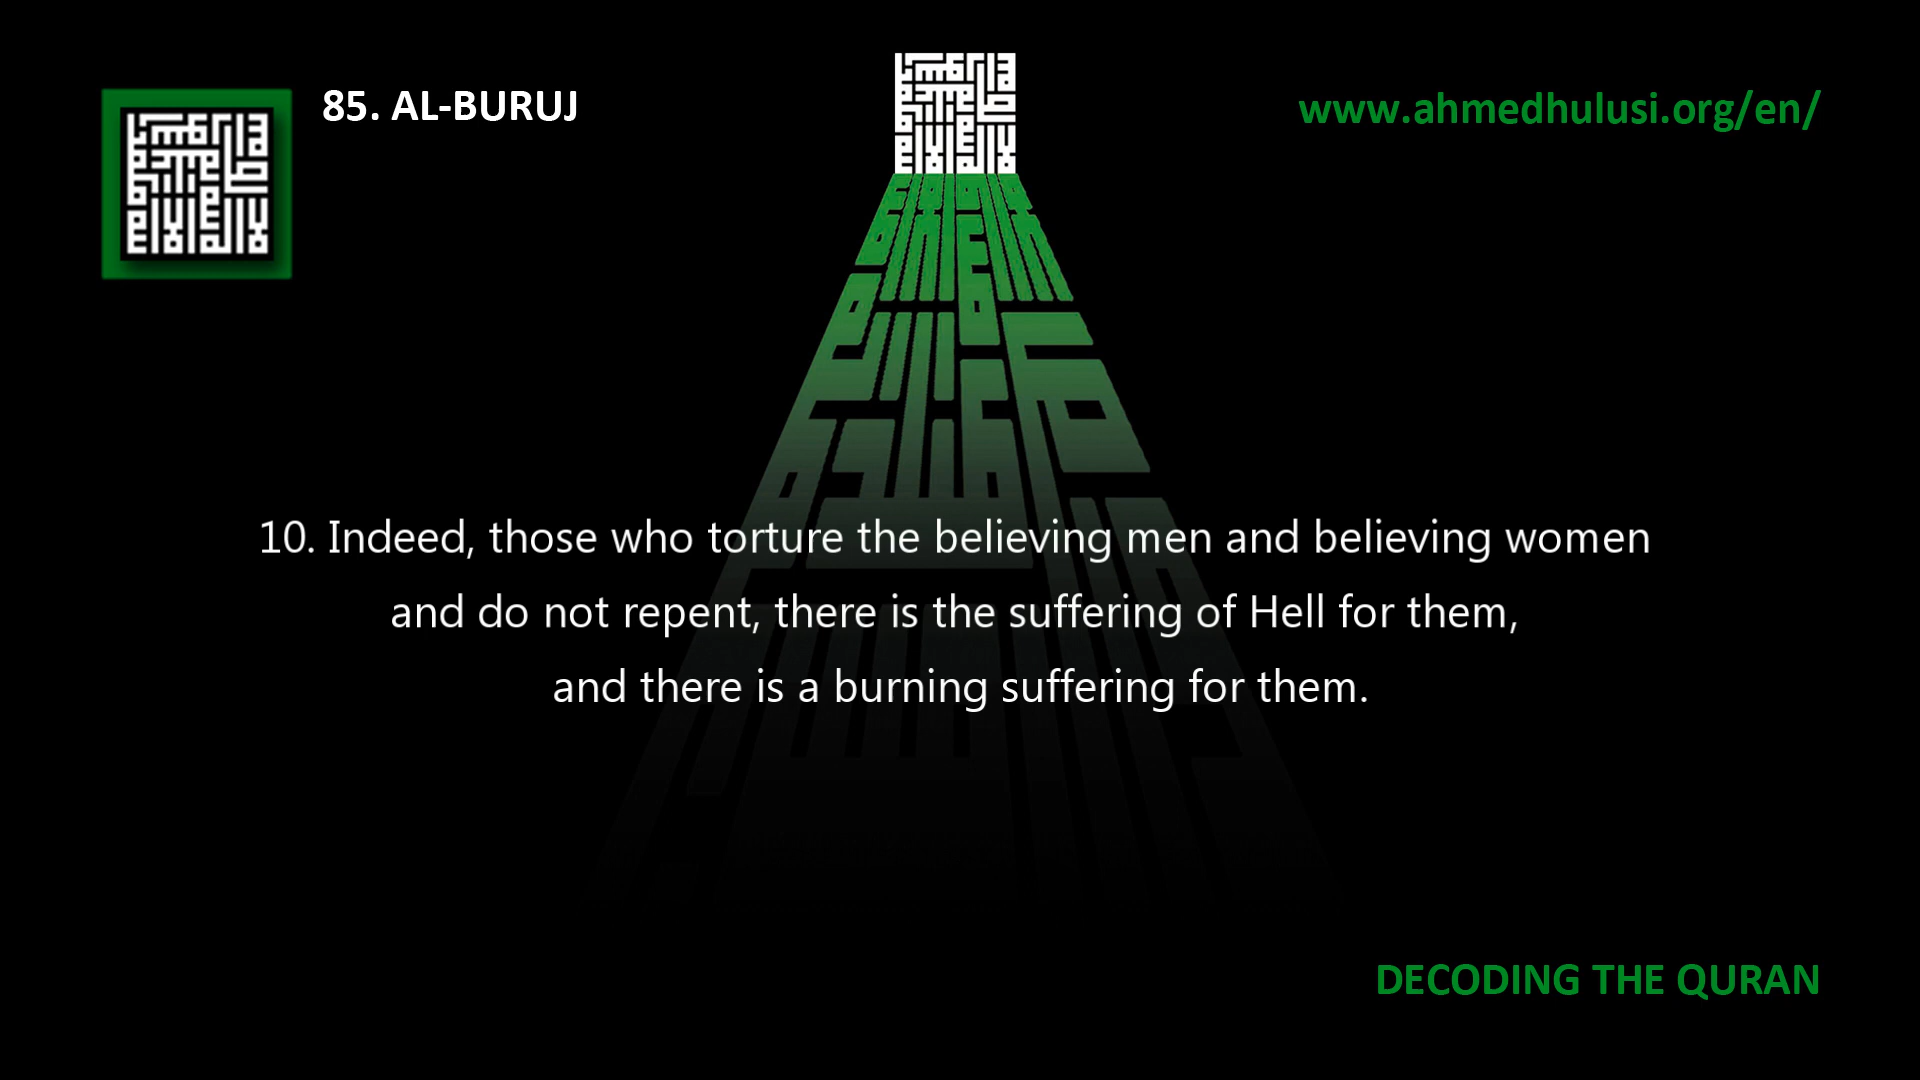 85. AL-BURUJ
www.ahmedhulusi.org/en/
10. Indeed, those who torture the believing men and believing women
and do not repent, there is the suffering of Hell for them,
and there is a burning suffering for them.
DECODING THE QURAN